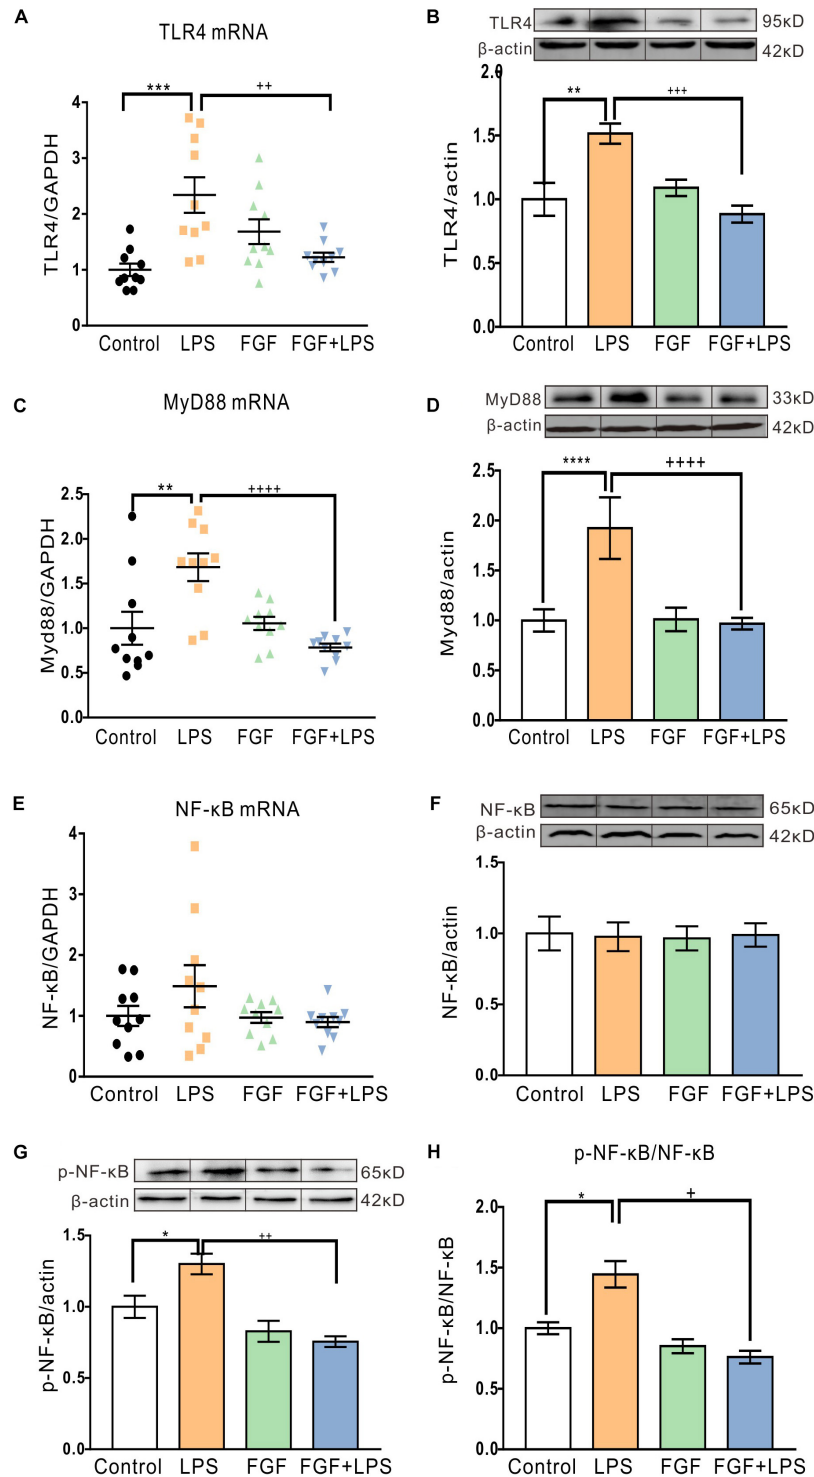 A
TLR4 mRNA
*** ++
TLR4/GAPDH
4
3
2
1
0
Control LPS FGF FGF+LPS
B
TLR4 95κD
β-actin 42κD
** +++
TLR4/actin
2.0
1.5
1.0
0.5
0.0
Control LPS FGF FGF+LPS
C
MyD88 mRNA
** ++++
Myd88/GAPDH
2.5
2.0
1.5
1.0
0.5
0.0
Control LPS FGF FGF+LPS
D
MyD88 33κD
β-actin 42κD
**** ++++
Myd88/actin
2.5
2.0
1.5
1.0
0.5
0.0
Control LPS FGF FGF+LPS
E
NF-κB mRNA
NF-κB/GAPDH
4
3
2
1
0
Control LPS FGF FGF+LPS
F
NF-κB 65κD
β-actin 42κD
NF-κB/actin
1.5
1.0
0.5
0.0
Control LPS FGF FGF+LPS
G
p-NF-κB 65κD
β-actin 42κD
* ++
p-NF-κB/actin
1.5
1.0
0.5
0.0
Control LPS FGF FGF+LPS
H
p-NF-κB/NF-κB
* +
p-NF-κB/NF-κB
2.0
1.5
1.0
0.5
0.0
Control LPS FGF FGF+LPS